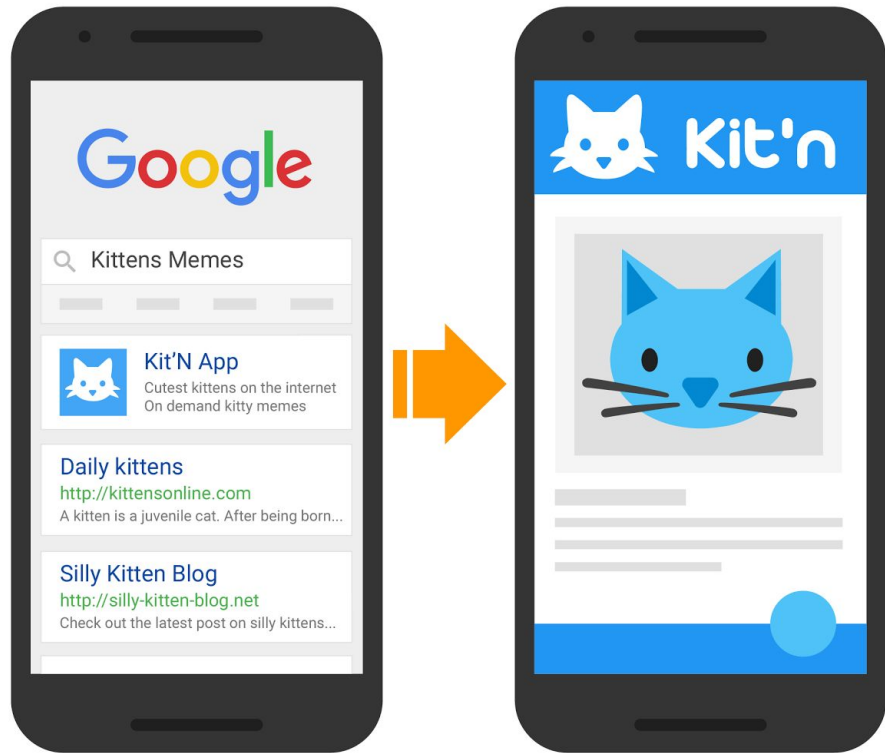 Google
Kittens Memes
Kit'N App
Cutest kittens on the internet
On demand kitty memes
Daily kittens
http://kittensonline.com
A kitten is a juvenile cat. After being born...
Silly Kitten Blog
http://silly-kitten-blog.net
Check out the latest post on silly kittens...
Kit'n